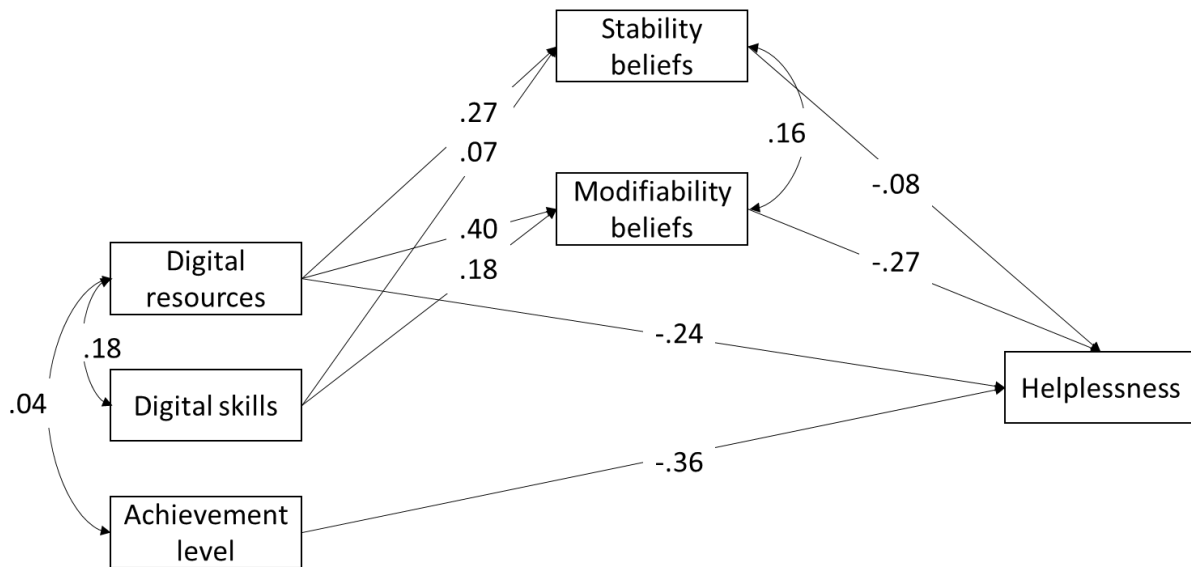 Stability
beliefs
.27
.07
.16
-.08
Modifiability
beliefs
.40
.18
-.27
Digital
resources
-.24
.18
.04
Digital skills
Helplessness
-.36
Achievement
level